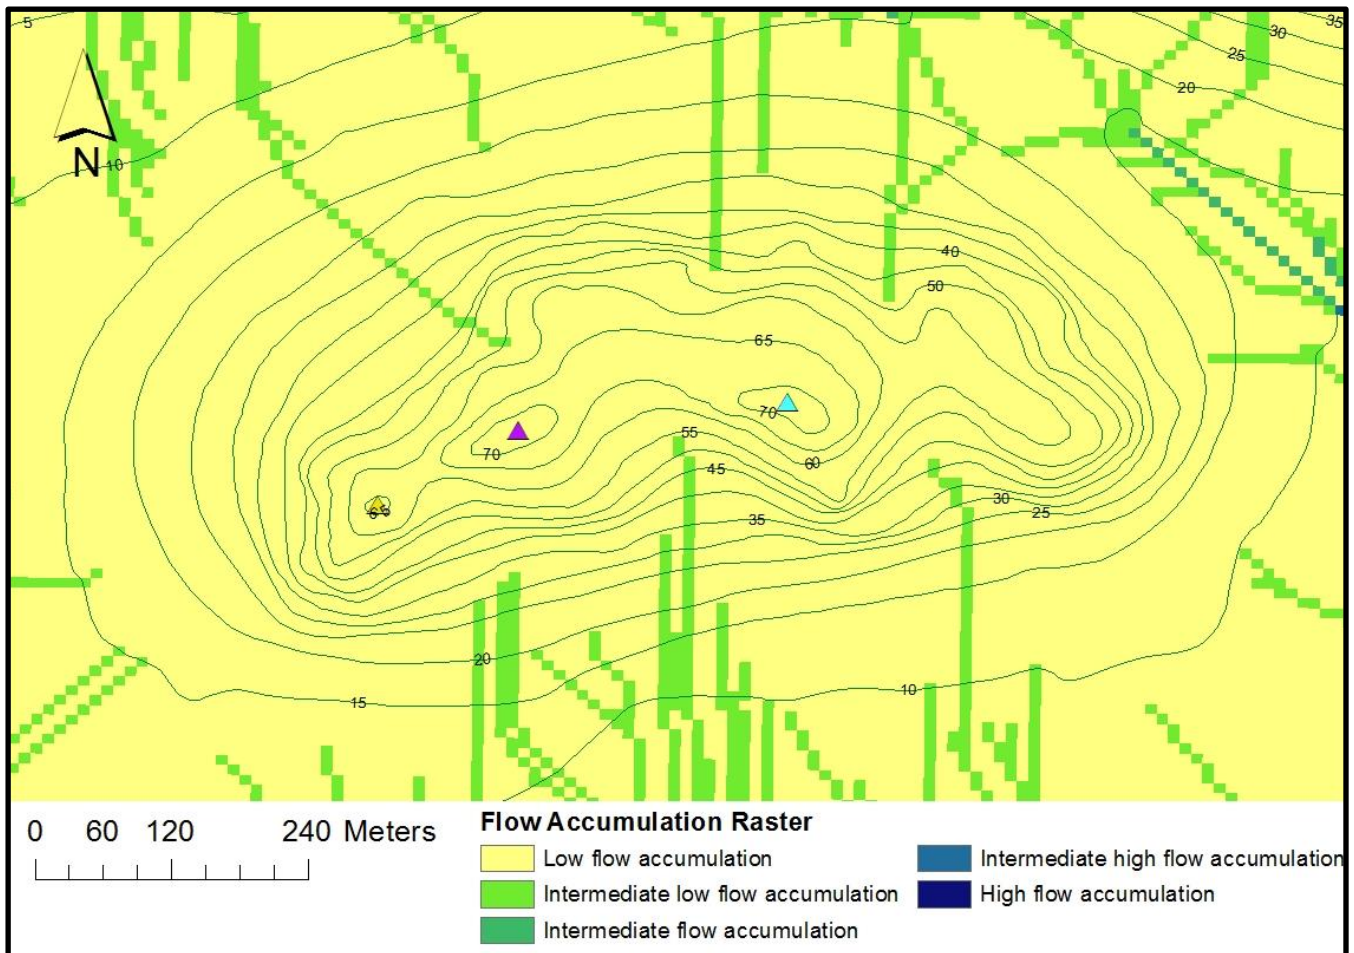 5
35
30
25
20
N
10
40
50
65
70
55
70
60
45
65
30
25
35
20
15
10
0 60 120 240 Meters
Flow Accumulation Raster
Low flow accumulation
Intermediate high flow accumulation
Intermediate low flow accumulation
High flow accumulation
Intermediate flow accumulation